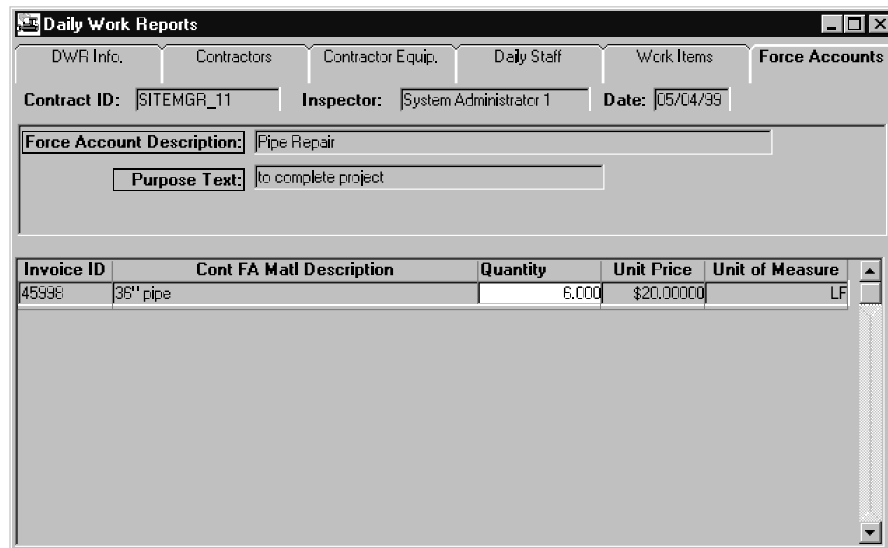 Daily Work Reports
DWR Info. Contractors Contractor Equip. Daily Staff Work Items Force Accounts
Contract ID: SITEMGR_11 Inspector: System Administrator 1 Date: 05/04/99
Force Account Description: Pipe Repair
Purpose Text: to complete project
Invoice ID Cont FA Matl Description Quantity Unit Price Unit of Measure
45998 36" pipe 6.000 $20.00000 LF